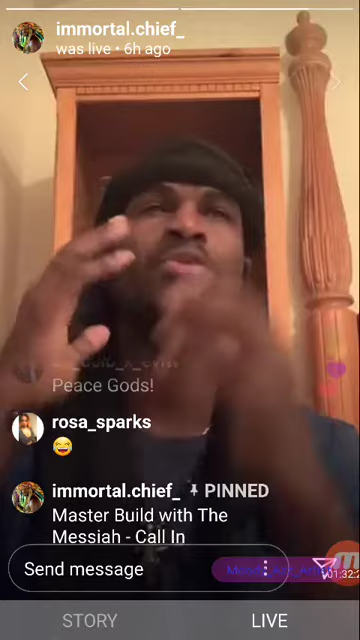 immortal.chief_
was live • 6h ago
Peace Gods!
rosa_sparks
😂
immortal.chief_ PINNED
Master Build with The
Messiah - Call In
Send message
STORY LIVE